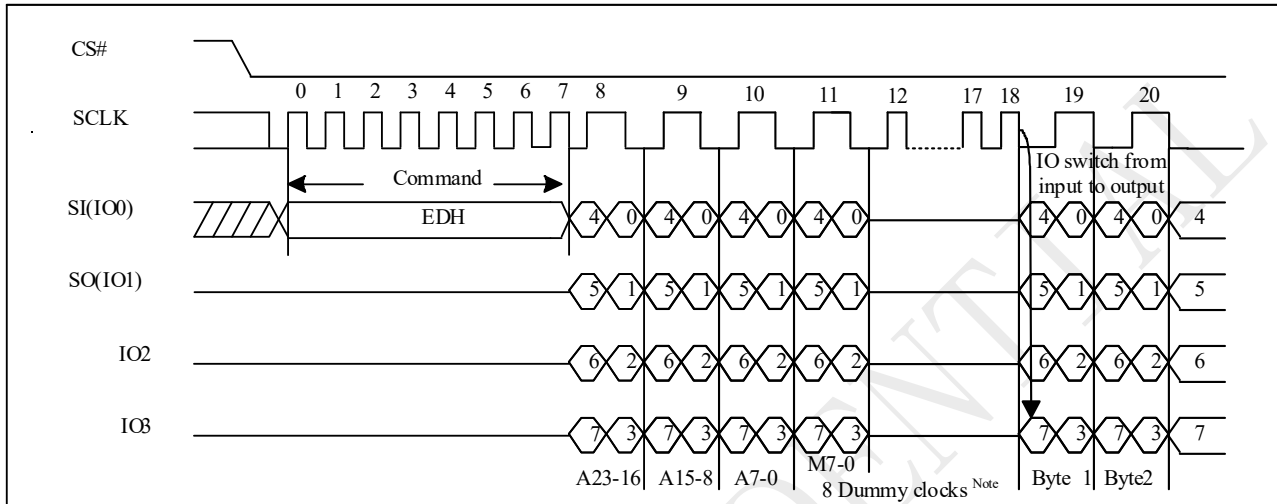 CS#
0 1 2 3 4 5 6 7 8 9 10 11 12 17 18 19 20
SCLK
IO switch from
input to output
Command
SI(IO0)
EDH 4 0 4 0 4 0 4 0 4 0 4 0 4
SO(IO1)
5 1 5 1 5 1 5 1 5 1 5 1 5
IO2
6 2 6 2 6 2 6 2 6 2 6 2 6
IO3
7 3 7 3 7 3 7 3 7 3 7 3 7
A23-16 A15-8 A7-0 M7-0 Byte 1 Byte2
8 Dummy clocks Note
ENTIAL